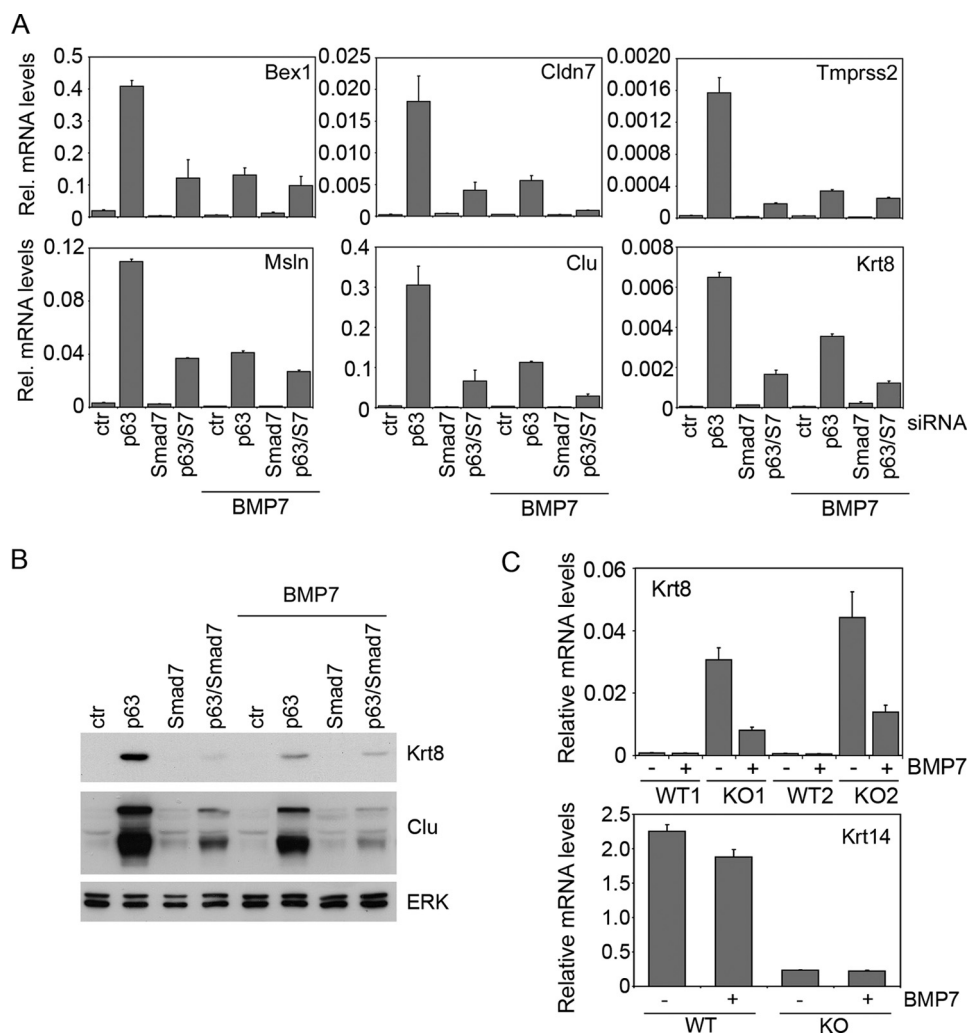 A
Rel. mRNA levels
0.5
0.4
0.3
0.2
0.1
0
Bex1
0.025
0.020
0.015
0.010
0.005
0
Cldn7
0.0020
0.0016
0.0012
0.0008
0.0004
0
Tmprss2
Rel. mRNA levels
0.12
0.08
0.04
0
Msln
0.4
0.3
0.2
0.1
0
Clu
0.008
0.006
0.004
0.002
0
Krt8
ctr p63 Smad7 p63/S7 ctr p63 Smad7 p63/S7
ctr p63 Smad7 p63/S7 ctr p63 Smad7 p63/S7
ctr p63 Smad7 p63/S7 ctr p63 Smad7 p63/S7
siRNA
BMP7
BMP7
BMP7
B
BMP7
ctr p63 Smad7 p63/Smad7 ctr p63 Smad7 p63/Smad7
Krt8
Clu
ERK
C
Relative mRNA levels
0.06
0.04
0.02
0
Krt8
- + - + - + - + BMP7
WT1 KO1 WT2 KO2
Relative mRNA levels
2.5
2.0
1.5
1.0
0.5
0
Krt14
- + - + BMP7
WT KO